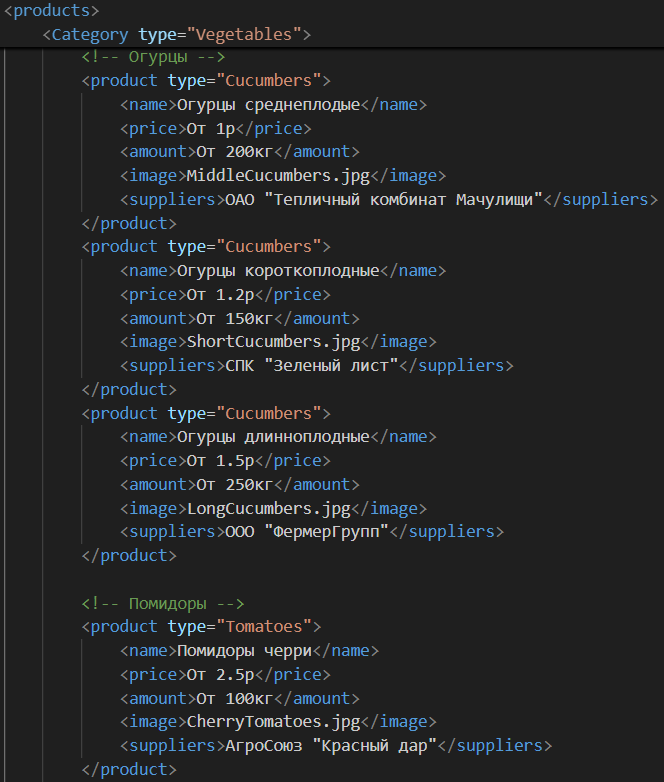 <products>
<Category type="Vegetables">
<!-- Огурцы -->
<product type="Cucumbers">
<name>Огурцы среднеплодые</name>
<price>От 1р</price>
<amount>От 200кг</amount>
<image>MiddleCucumbers.jpg</image>
<suppliers>ОАО "Тепличный комбинат Мачулищи"</suppliers>
</product>
<product type="Cucumbers">
<name>Огурцы короткоплодные</name>
<price>От 1.2р</price>
<amount>От 150кг</amount>
<image>ShortCucumbers.jpg</image>
<suppliers>СПК "Зеленый лист"</suppliers>
</product>
<product type="Cucumbers">
<name>Огурцы длинноплодные</name>
<price>От 1.5р</price>
<amount>От 250кг</amount>
<image>LongCucumbers.jpg</image>
<suppliers>ООО "ФермерГрупп"</suppliers>
</product>
<!-- Помидоры -->
<product type="Tomatoes">
<name>Помидоры черри</name>
<price>От 2.5р</price>
<amount>От 100кг</amount>
<image>CherryTomatoes.jpg</image>
<suppliers>АгроСоюз "Красный дар"</suppliers>
</product>